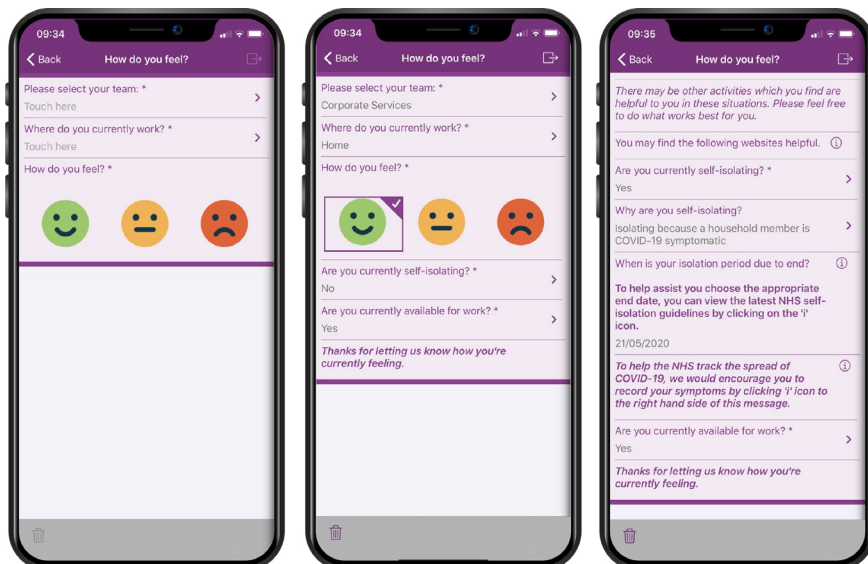 09:34
Back
How do you feel?
Please select your team: *
Touch here
Where do you currently work? *
Touch here
How do you feel? *
09:34
Back
How do you feel?
Please select your team: *
Corporate Services
Where do you currently work? *
Home
How do you feel? *
Are you currently self-isolating? *
No
Are you currently available for work? *
Yes
Thanks for letting us know how you're
currently feeling.
09:35
Back
How do you feel?
There may be other activities which you find are
helpful to you in these situations. Please feel free
to do what works best for you.
You may find the following websites helpful.
Are you currently self-isolating? *
Yes
Why are you self-isolating?
Isolating because a household member is
COVID-19 symptomatic
When is your isolation period due to end?
To help assist you choose the appropriate
end date, you can view the latest NHS self-
isolation guidelines by clicking on the 'i'
icon.
21/05/2020
To help the NHS track the spread of
COVID-19, we would encourage you to
record your symptoms by clicking 'i' icon to
the right hand side of this message.
Are you currently available for work? *
Yes
Thanks for letting us know how you're
currently feeling.